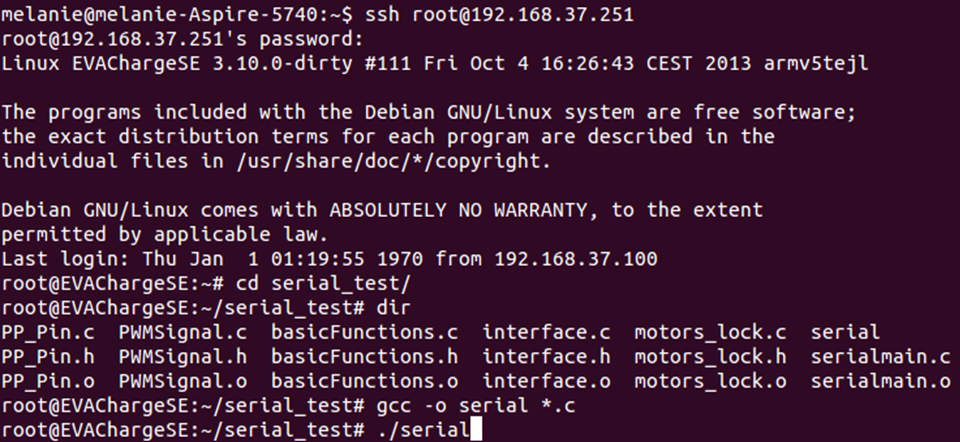 melanie@melanie-Aspire-5740:~$ ssh root@192.168.37.251
root@192.168.37.251's password:
Linux EVAChargeSE 3.10.0-dirty #111 Fri Oct 4 16:26:43 CEST 2013 armv5tejl

The programs included with the Debian GNU/Linux system are free software;
the exact distribution terms for each program are described in the
individual files in /usr/share/doc/*/copyright.

Debian GNU/Linux comes with ABSOLUTELY NO WARRANTY, to the extent
permitted by applicable law.
Last login: Thu Jan  1 01:19:55 1970 from 192.168.37.100
root@EVAChargeSE:~# cd serial_test/
root@EVAChargeSE:~/serial_test# dir
PP_Pin.c  PWMSignal.c  basicFunctions.c  interface.c  motors_lock.c  serial
PP_Pin.h  PWMSignal.h  basicFunctions.h  interface.h  motors_lock.h  serialmain.c
PP_Pin.o  PWMSignal.o  basicFunctions.o  interface.o  motors_lock.o  serialmain.o
root@EVAChargeSE:~/serial_test# gcc -o serial *.c
root@EVAChargeSE:~/serial_test# ./serial